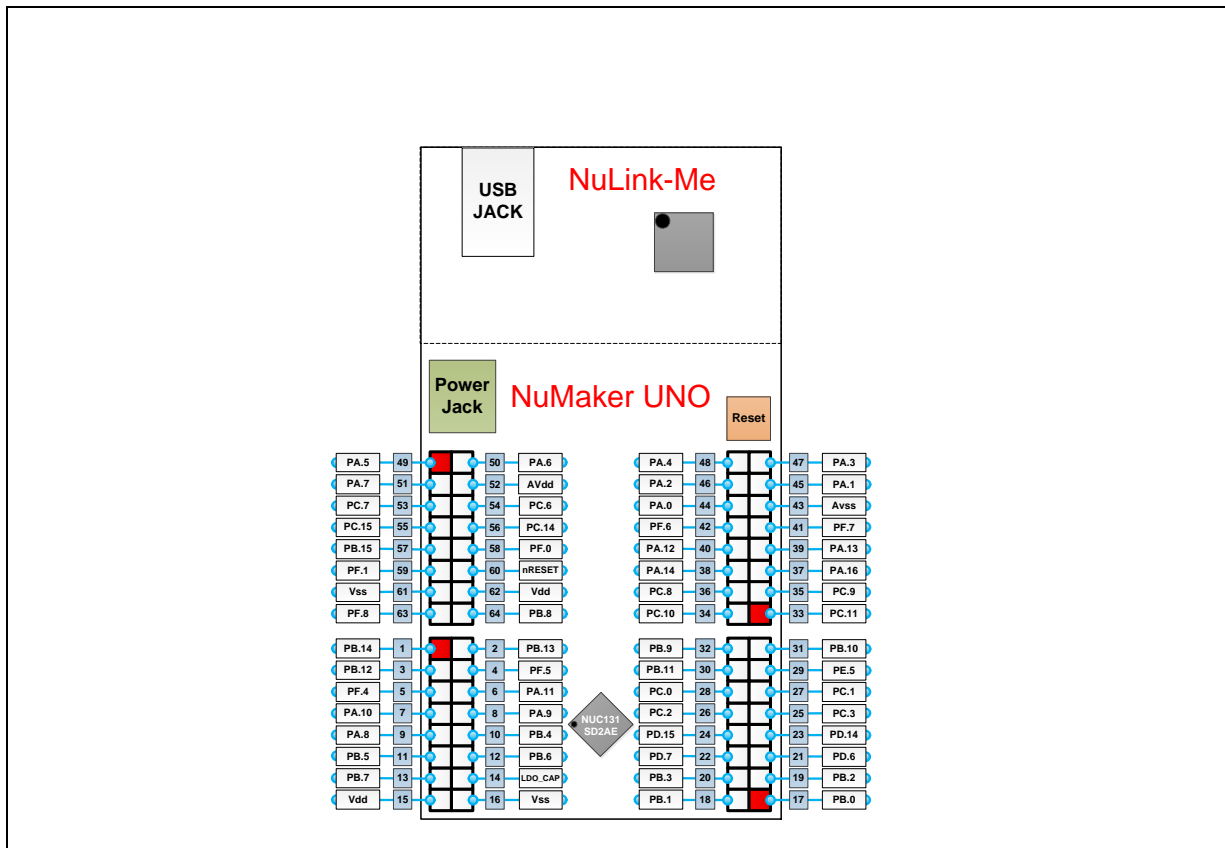 NuLink-Me
USB
JACK
Power
Jack
NuMaker UNO
Reset
PA.5 49 50 PA.6 PA.4 48 47 PA.3
PA.7 51 52 AVdd PA.2 46 45 PA.1
PC.7 53 54 PC.6 PA.0 44 43 Avss
PC.15 55 56 PC.14 PF.6 42 41 PF.7
PB.15 57 58 PF.0 PA.12 40 39 PA.13
PF.1 59 60 nRESET PA.14 38 37 PA.16
Vss 61 62 Vdd PC.8 36 35 PC.9
PF.8 63 64 PB.8 PC.10 34 33 PC.11
PB.14 1 2 PB.13 PB.9 32 31 PB.10
PB.12 3 4 PF.5 PB.11 30 29 PE.5
PF.4 5 6 PA.11 PC.0 28 27 PC.1
PA.10 7 8 PA.9 PC.2 26 25 PC.3
NUC131
SD2AE
PA.8 9 10 PB.4 PD.15 24 23 PD.14
PB.5 11 12 PB.6 PD.7 22 21 PD.6
PB.7 13 14 LDO_CAP PB.3 20 19 PB.2
Vdd 15 16 Vss PB.1 18 17 PB.0